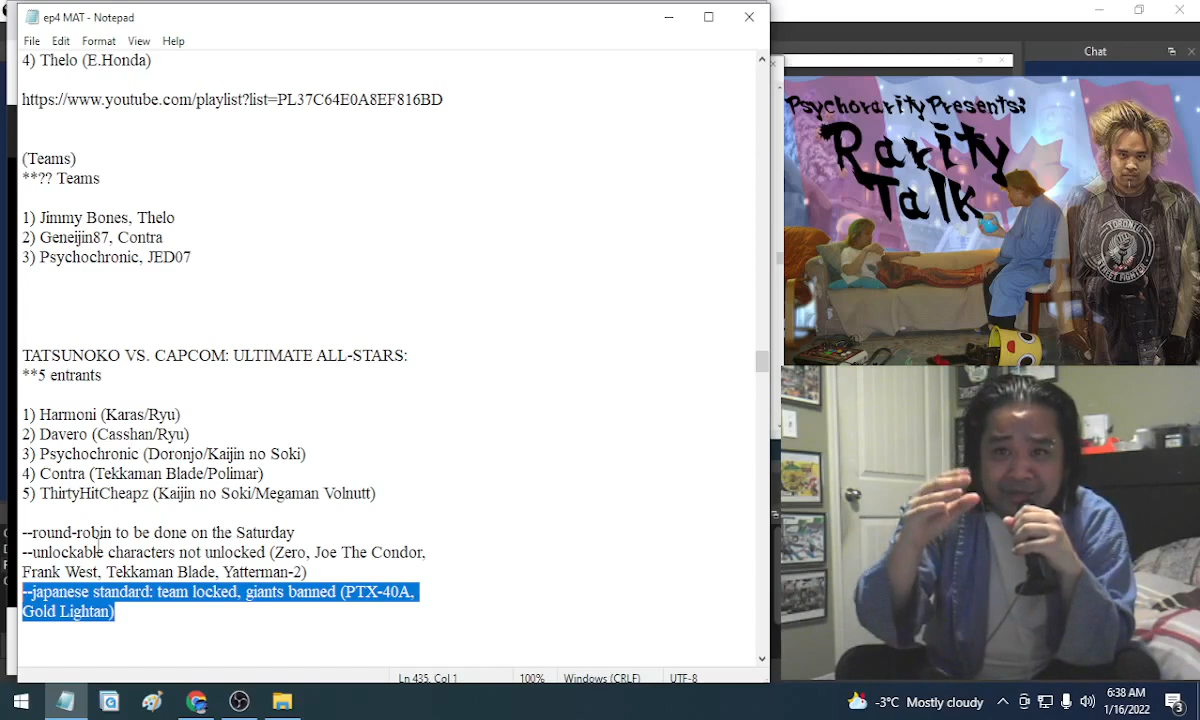 ep4 MAT - Notepad
File Edit Format View Help
4) Thelo (E.Honda)
https://www.youtube.com/playlist?list=PL37C64E0A8EF816BD
(Teams)
**?? Teams
1) Jimmy Bones, Thelo
2) Geneijin87, Contra
3) Psychochronic, JED07
TATSUNOKO VS. CAPCOM: ULTIMATE ALL-STARS:
**5 entrants
1) Harmoni (Karas/Ryu)
2) Davero (Casshan/Ryu)
3) Psychochronic (Doronjo/Kaijin no Soki)
4) Contra (Tekkaman Blade/Polimar)
5) ThirtyHitCheapz (Kaijin no Soki/Megaman Volnutt)
--round-robin to be done on the Saturday
--unlockable characters not unlocked (Zero, Joe The Condor,
Frank West, Tekkaman Blade, Yatterman-2)
--japanese standard: team locked, giants banned (PTX-40A,
Gold Lightan)
Ln 435, Col 1 100% Windows (CRLF) UTF-8
Chat
PsychorarityPresents:
Rarity
Talk
TORONTO
STREET FIGHTER
-3°C Mostly cloudy
6:38 AM
1/16/2022
3